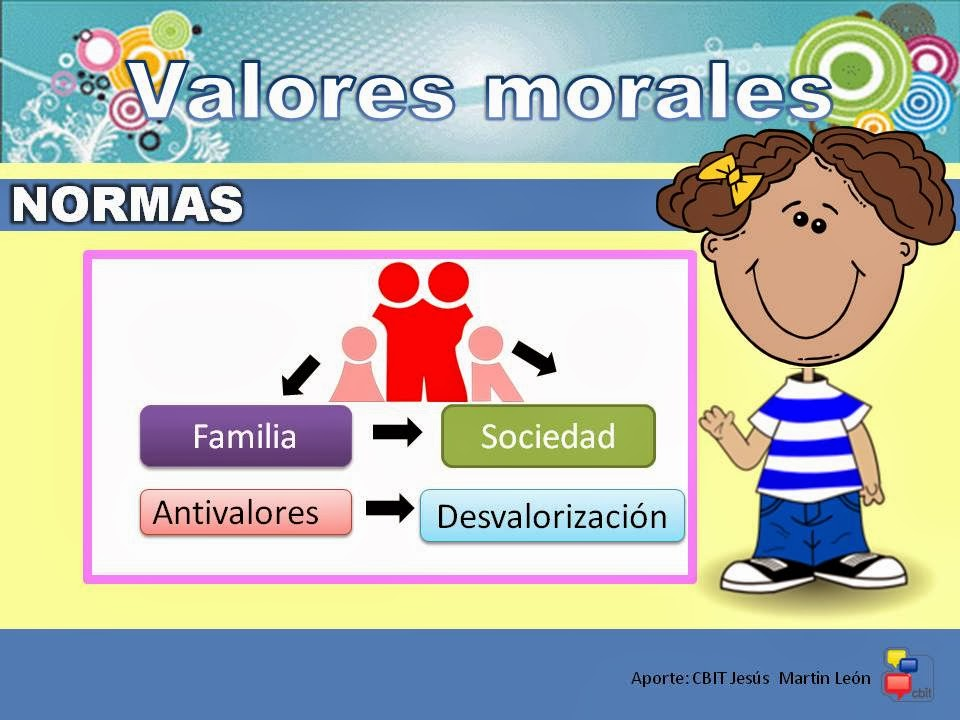 Valores morales
NORMAS
Familia
Sociedad
Antivalores
Desvalorización
Aporte: CBIT Jesús Martin León
cbit